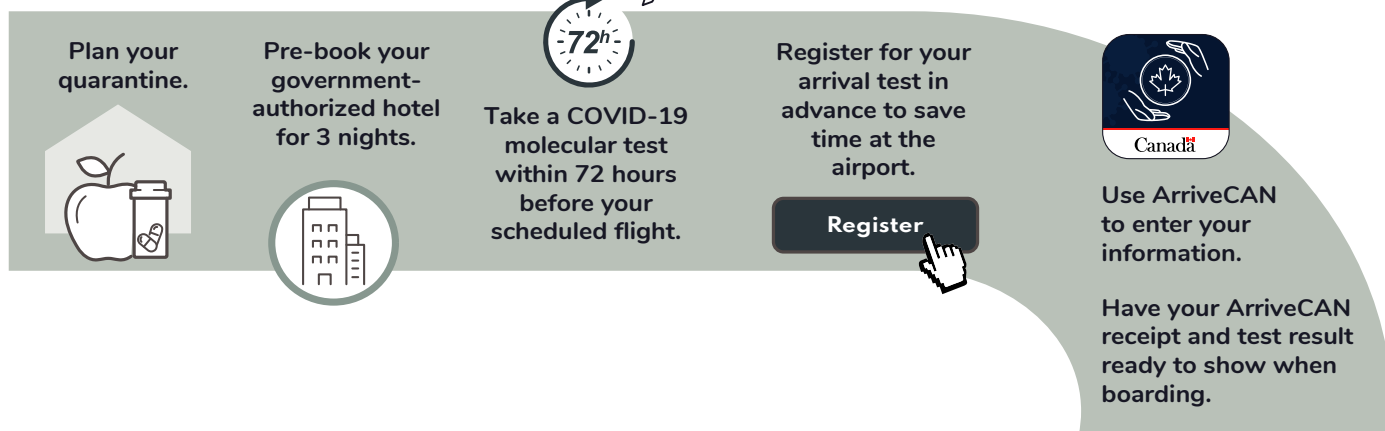 Plan your
quarantine.
Pre-book your
government-
authorized hotel
for 3 nights.
72h
Take a COVID-19
molecular test
within 72 hours
before your
scheduled flight.
Register for your
arrival test in
advance to save
time at the
airport.
Register
Canada
Use ArriveCAN
to enter your
information.
Have your ArriveCAN
receipt and test result
ready to show when
boarding.